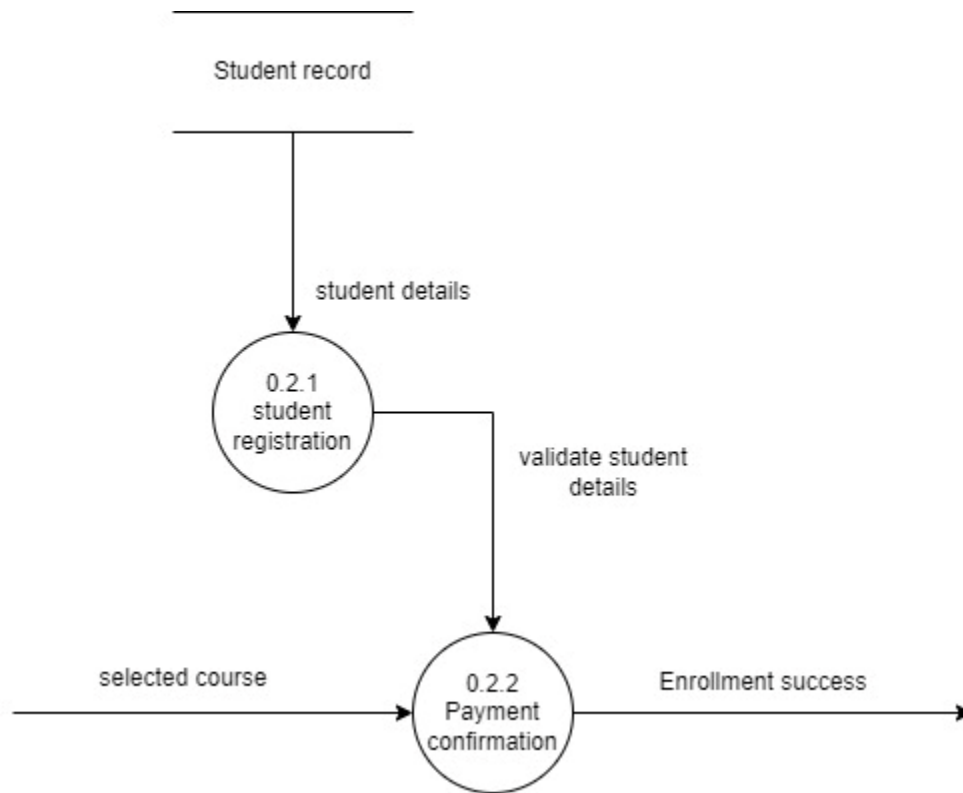 Student record
student details
0.2.1
student
registration
validate student
details
selected course
0.2.2
Payment
confirmation
Enrollment success